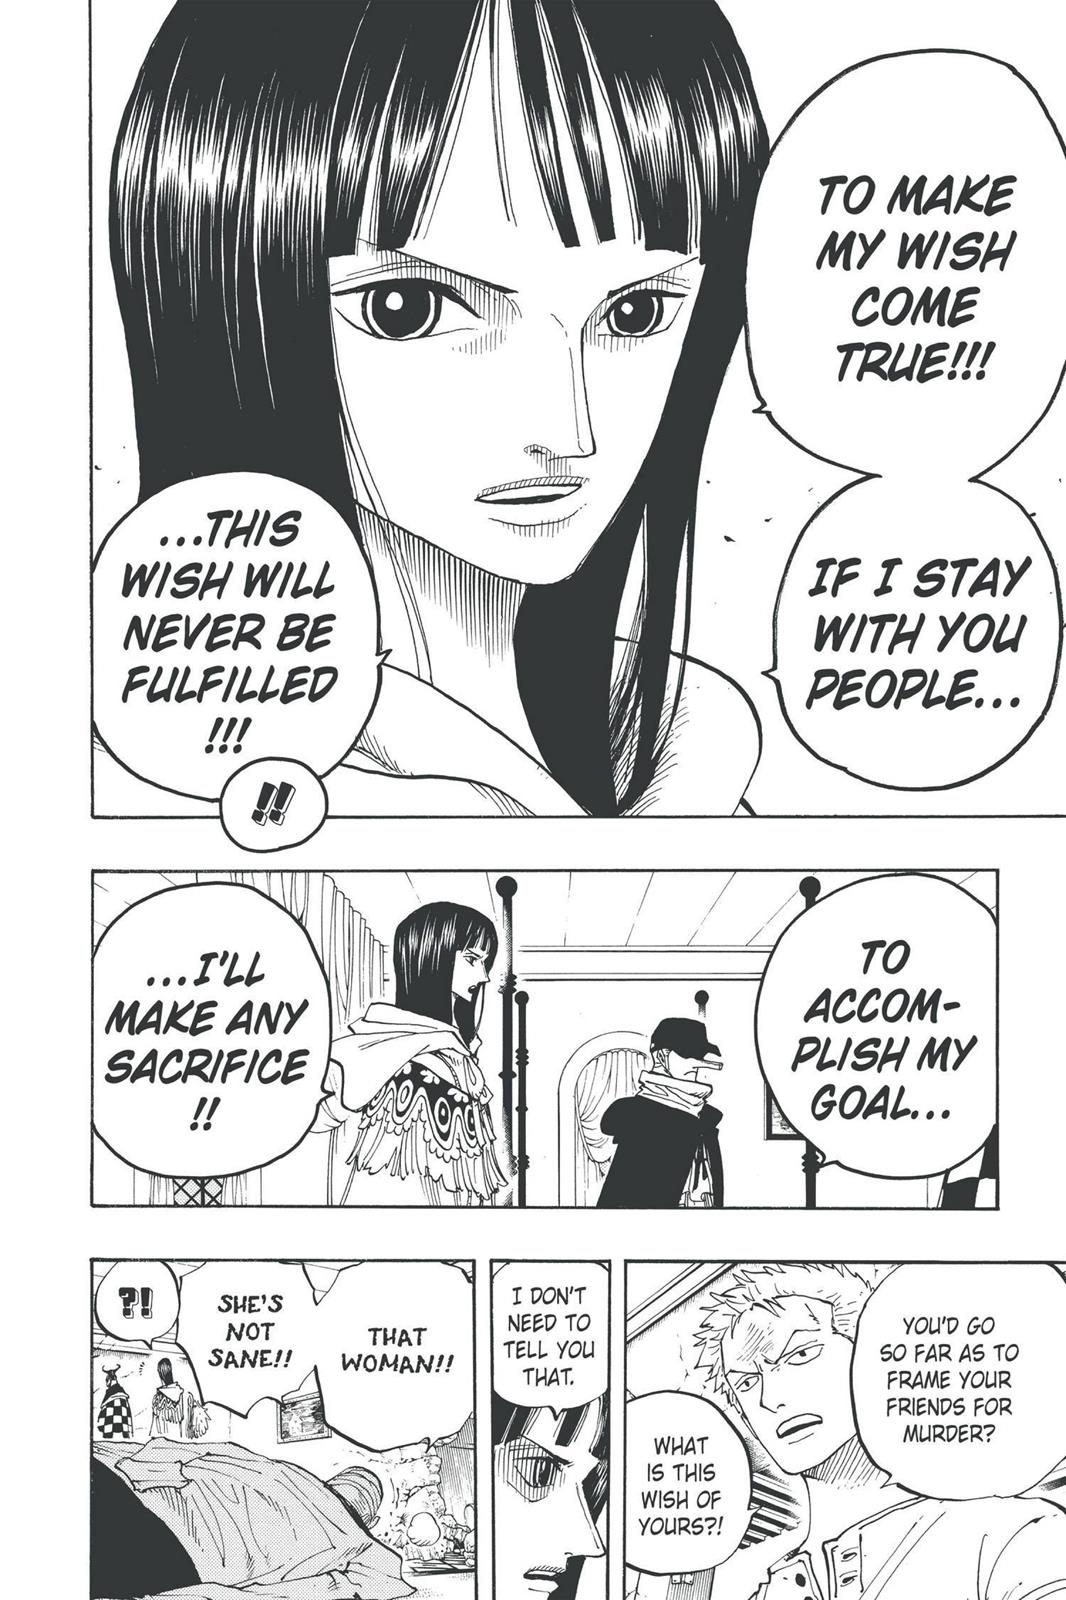 TO MAKE
MY WISH
COME
TRUE!!!
IF I STAY
WITH YOU
PEOPLE...
...THIS
WISH WILL
NEVER BE
FULFILLED
!!!
!!
TO
ACCOM-
PLISH MY
GOAL...
...I'LL
MAKE ANY
SACRIFICE
!!
YOU'D GO
SO FAR AS TO
FRAME YOUR
FRIENDS FOR
MURDER?
WHAT
IS THIS
WISH OF
YOURS?!
I DON'T
NEED TO
TELL YOU
THAT.
THAT
WOMAN!!
SHE'S
NOT
SANE!!
?!